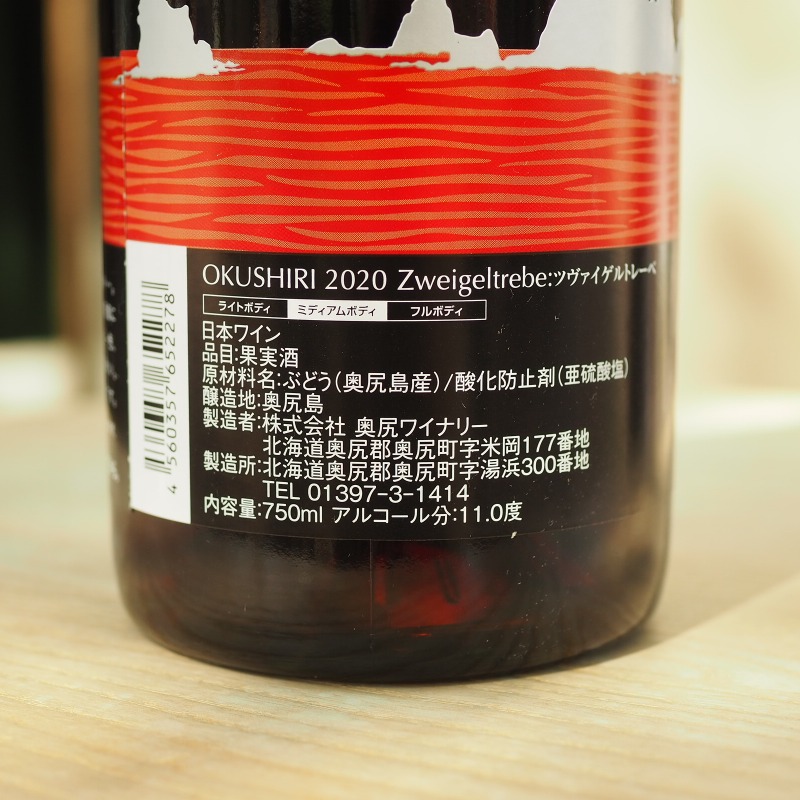 OKUSHIRI 2020 Zweigeltrebe:ツヴァイゲルトレーベ
ライトボディ ミディアムボディ フルボディ
日本ワイン
品目:果実酒
原材料名:ぶどう(奥尻島産)/酸化防止剤(亜硫酸塩)
醸造地:奥尻島
製造者:株式会社 奥尻ワイナリー
北海道奥尻郡奥尻町字米岡177番地
製造所:北海道奥尻郡奥尻町字湯浜300番地
TEL 01397-3-1414
内容量:750ml アルコール分:11.0度
4 560357 652278